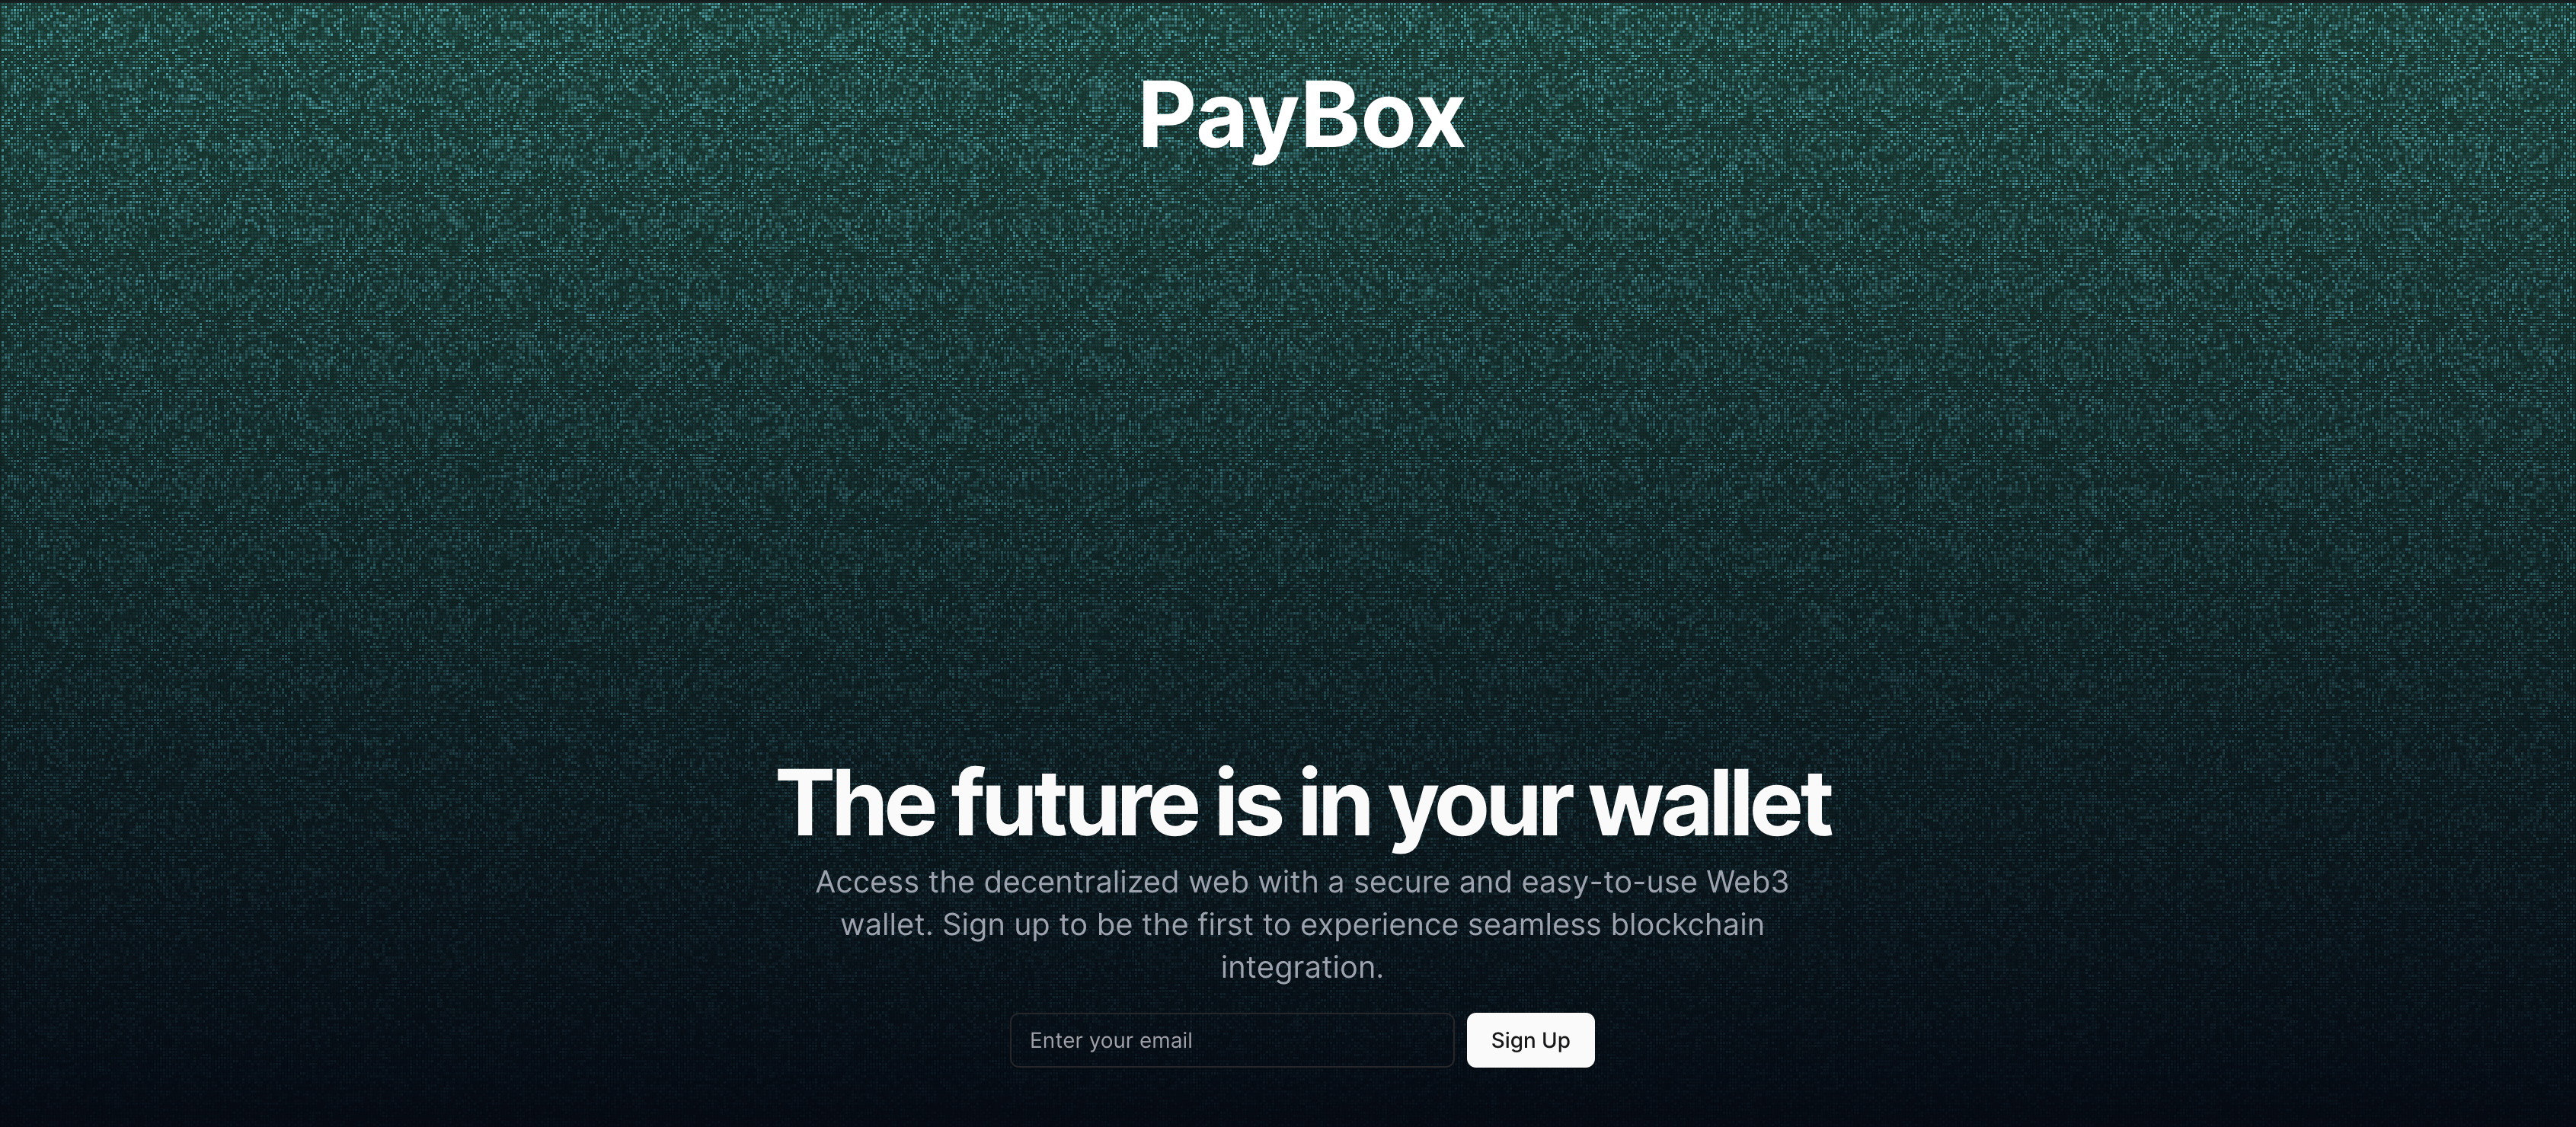 PayBox
The future is in your wallet
Access the decentralized web with a secure and easy-to-use Web3
wallet. Sign up to be the first to experience seamless blockchain
integration.
Enter your email
Sign Up